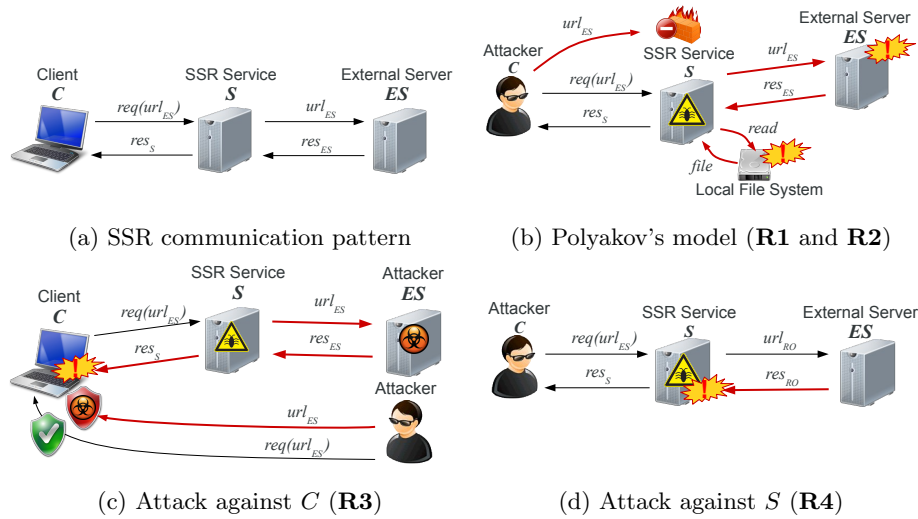 Client
C
SSR Service
S
External Server
ES
req(url_ES)
url_ES
res_S
res_ES
(a) SSR communication pattern
Attacker
C
url_ES
SSR Service
S
External Server
ES
req(url_ES)
url_ES
res_ES
res_S
read
file
Local File System
(b) Polyakov's model (R1 and R2)
Client
C
SSR Service
S
Attacker
ES
req(url_ES)
url_ES
res_ES
res_S
Attacker
url_ES
req(url_ES)
(c) Attack against C (R3)
Attacker
C
SSR Service
S
External Server
ES
req(url_ES)
url_RO
res_S
res_RO
(d) Attack against S (R4)